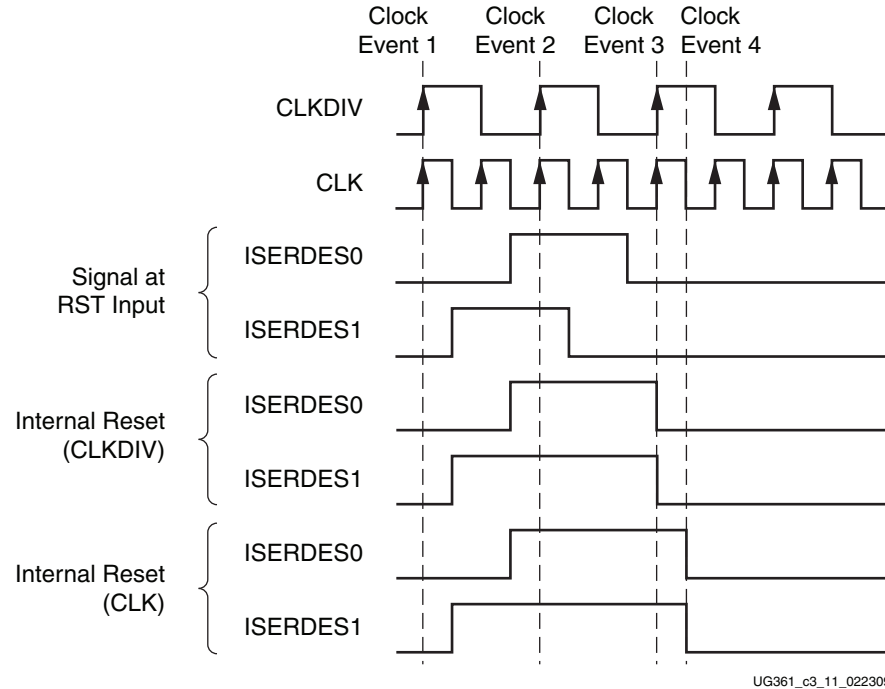 Clock Event 1
Clock Event 2
Clock Event 3
Clock Event 4
CLKDIV
CLK
Signal at
RST Input
ISERDES0
ISERDES1
Internal Reset
(CLKDIV)
ISERDES0
ISERDES1
Internal Reset
(CLK)
ISERDES0
ISERDES1
UG361_c3_11_022309